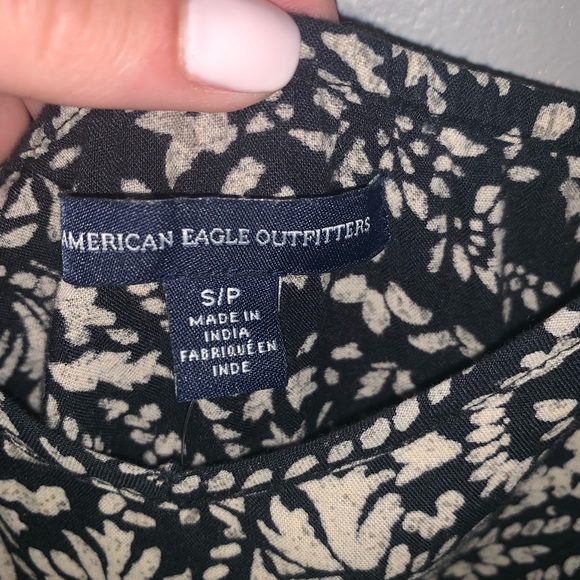 AMERICAN EAGLE OUTFITTERS
S/P
MADE IN
INDIA
FABRIQUÉ EN
INDE